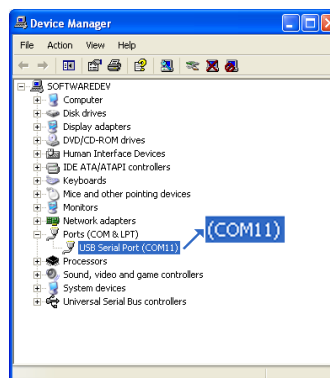 Device Manager
File Action View Help
SOFTWAREDEV
Computer
Disk drives
Display adapters
DVD/CD-ROM drives
Human Interface Devices
IDE ATA/ATAPI controllers
Keyboards
Mice and other pointing devices
Monitors
Network adapters
Ports (COM & LPT)
USB Serial Port (COM11)
(COM11)
Processors
Sound, video and game controllers
System devices
Universal Serial Bus controllers